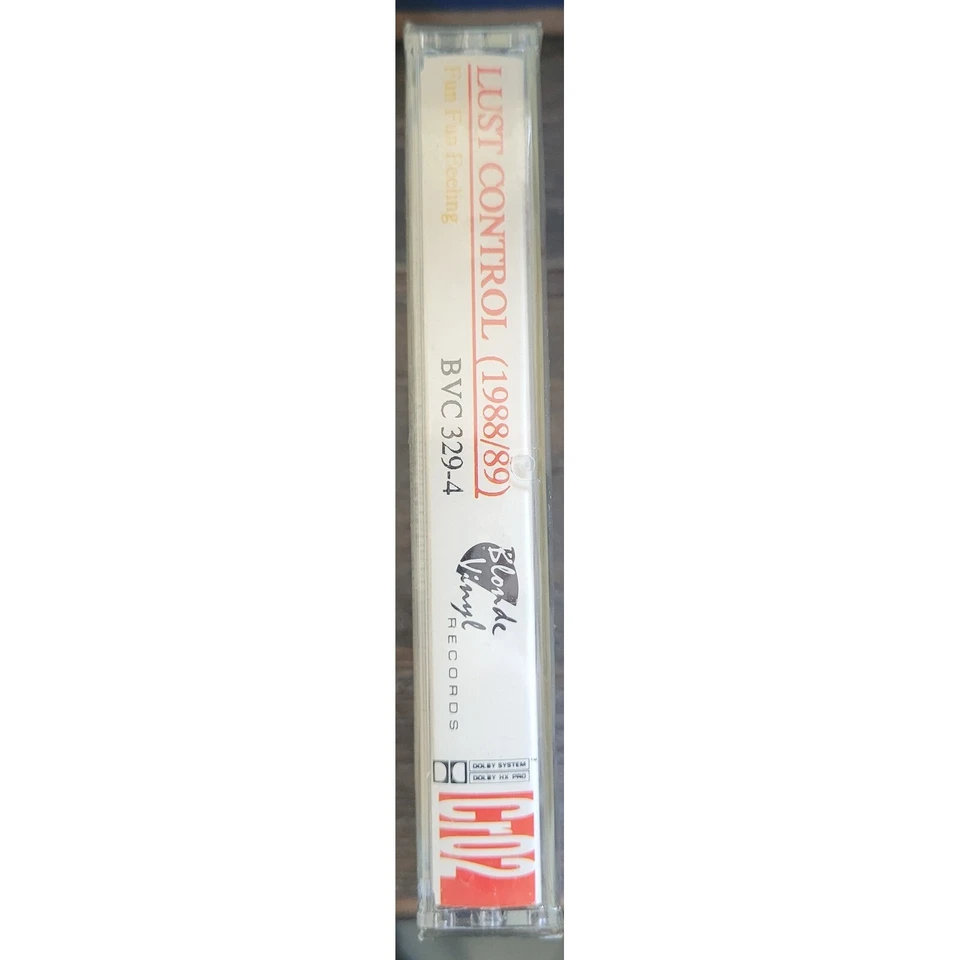 LUST CONTROL (1988/89)
Fun Fun Feeling
BVC 329-4
Blonde
Vinyl
RECORDS
DOLBY SYSTEM
DOLBY HX PRO
CrO2